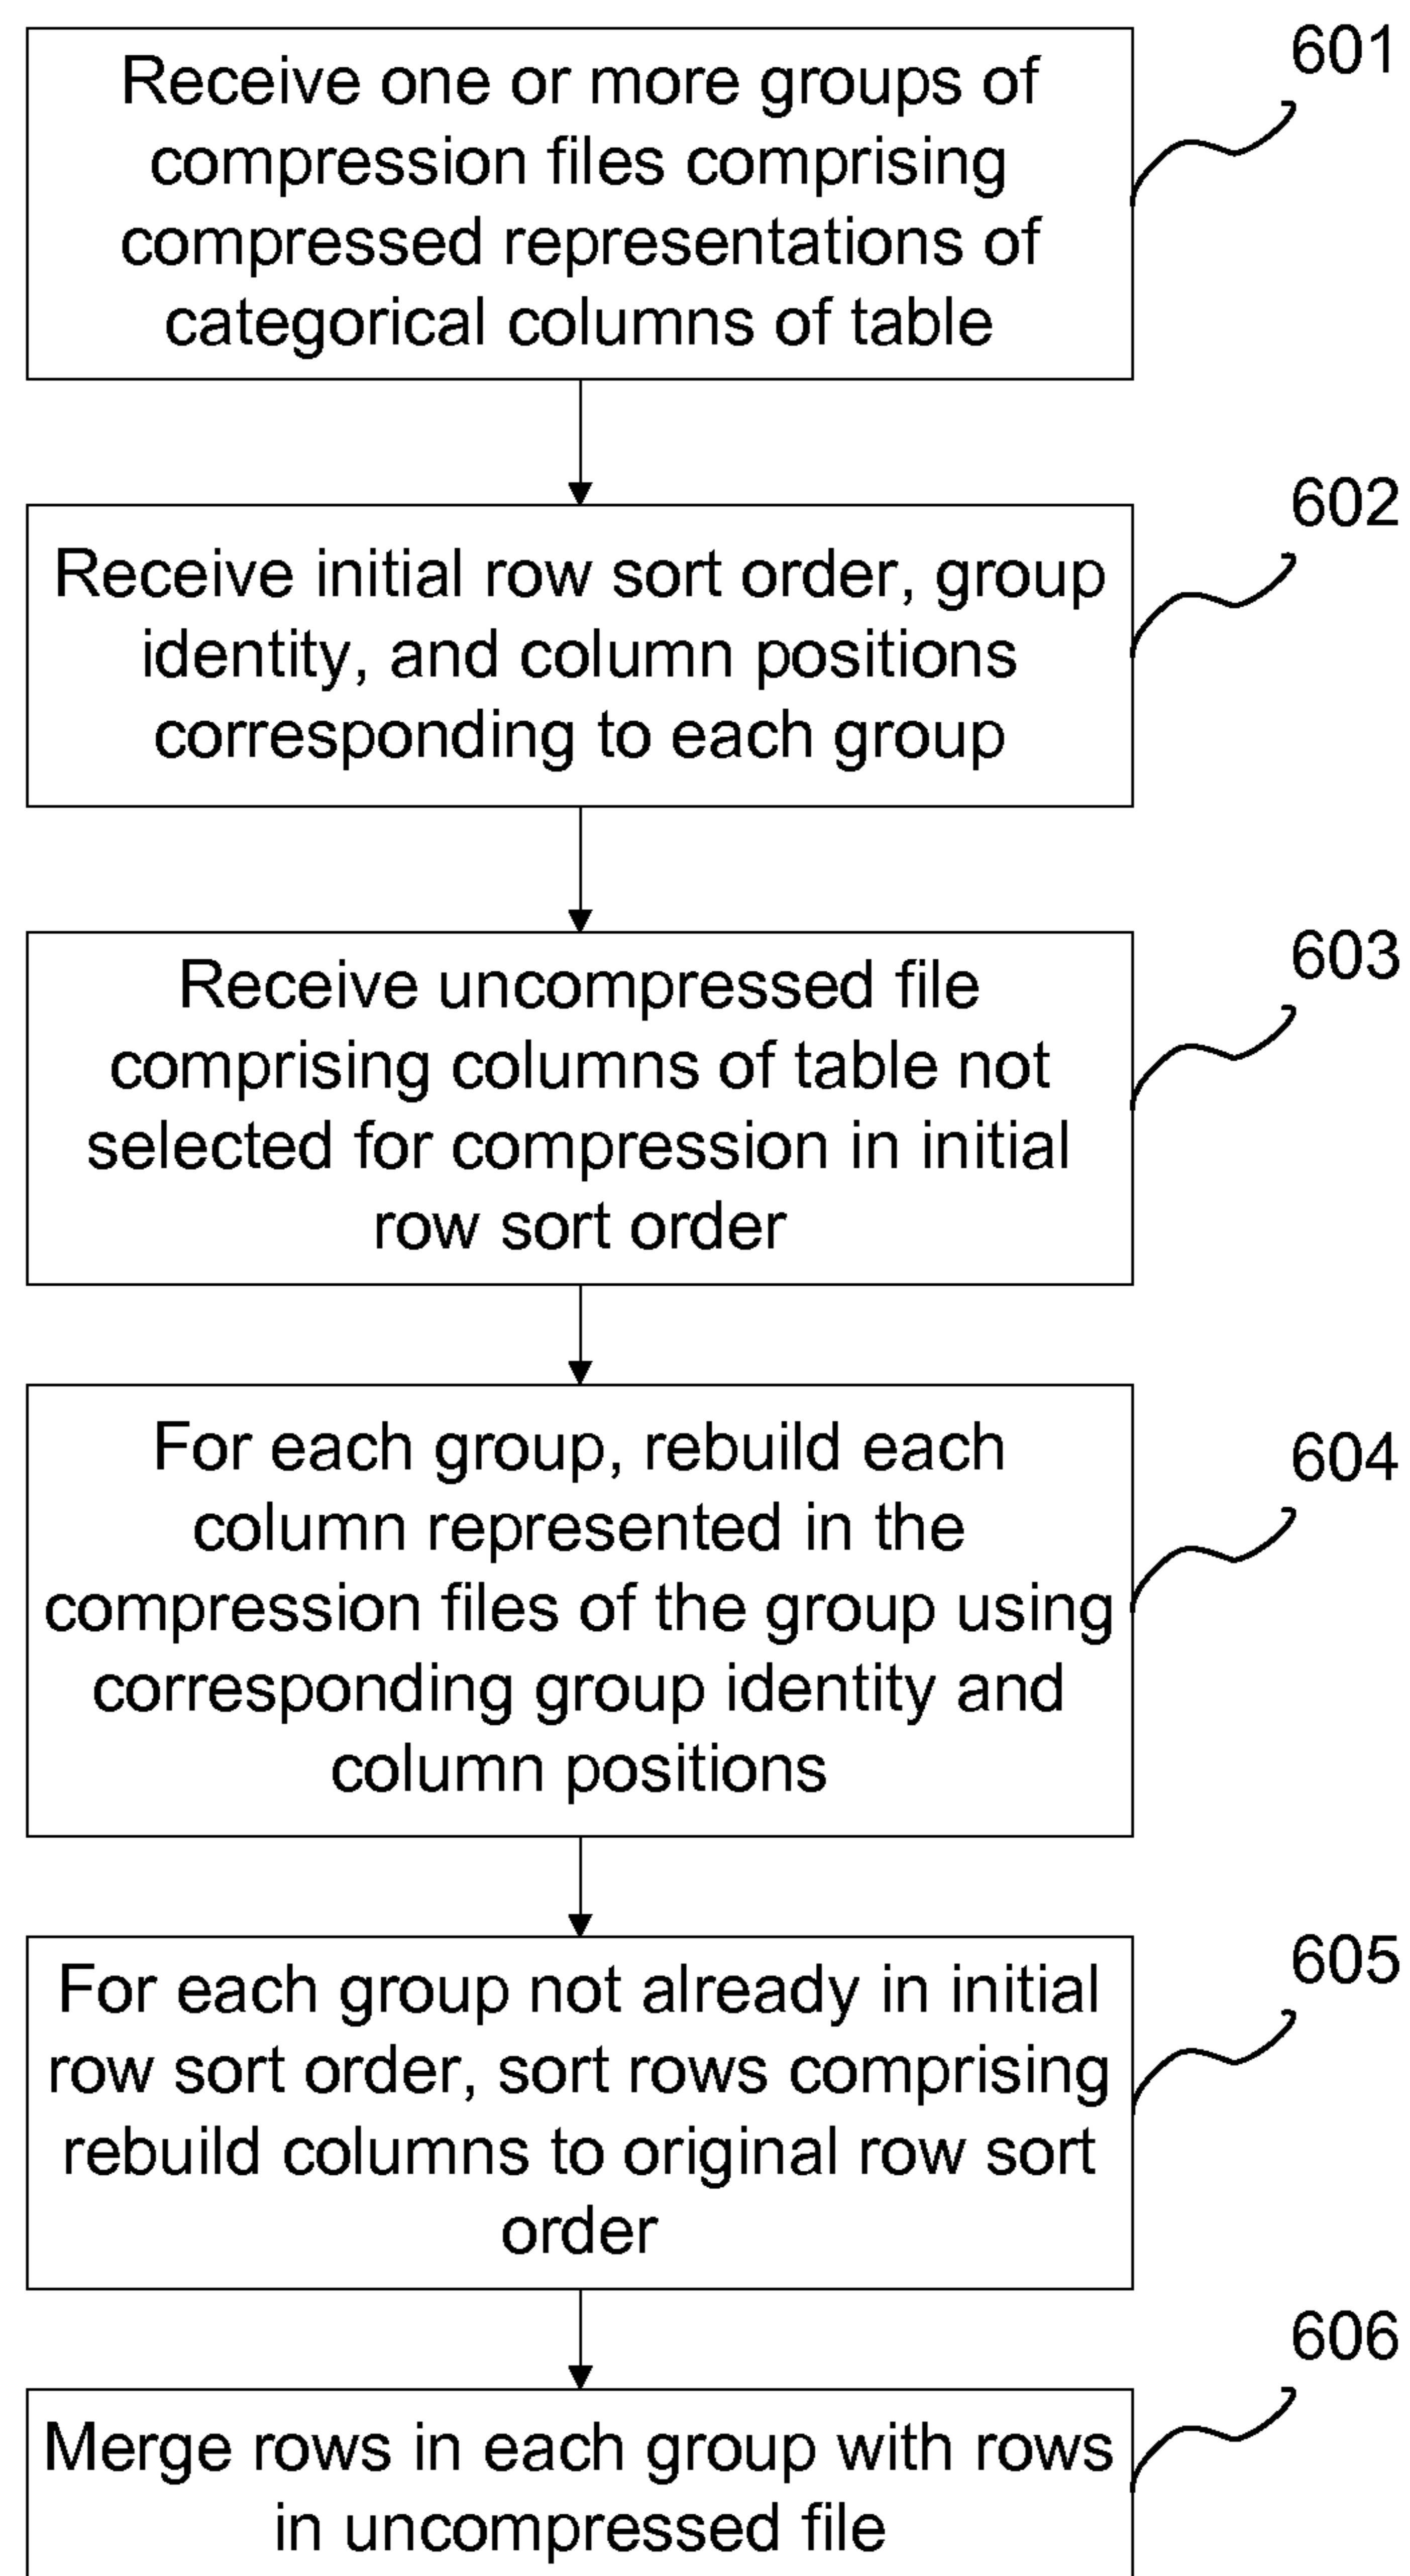 601
Receive one or more groups of
compression files comprising
compressed representations of
categorical columns of table
602
Receive initial row sort order, group
identity, and column positions
corresponding to each group
603
Receive uncompressed file
comprising columns of table not
selected for compression in initial
row sort order
604
For each group, rebuild each
column represented in the
compression files of the group using
corresponding group identity and
column positions
605
For each group not already in initial
row sort order, sort rows comprising
rebuild columns to original row sort
order
606
Merge rows in each group with rows
in uncompressed file